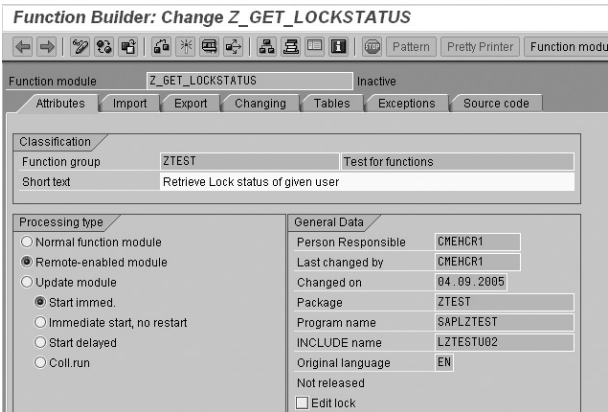 Function Builder: Change Z_GET_LOCKSTATUS
Pattern Pretty Printer Function modu
Function module Z_GET_LOCKSTATUS Inactive
Attributes Import Export Changing Tables Exceptions Source code
Classification
Function group ZTEST Test for functions
Short text Retrieve Lock status of given user
Processing type
Normal function module
Remote-enabled module
Update module
Start immed.
Immediate start, no restart
Start delayed
Coll.run
General Data
Person Responsible CMEHCR1
Last changed by CMEHCR1
Changed on 04.09.2005
Package ZTEST
Program name SAPLZTEST
INCLUDE name LZTESTU02
Original language EN
Not released
Edit lock